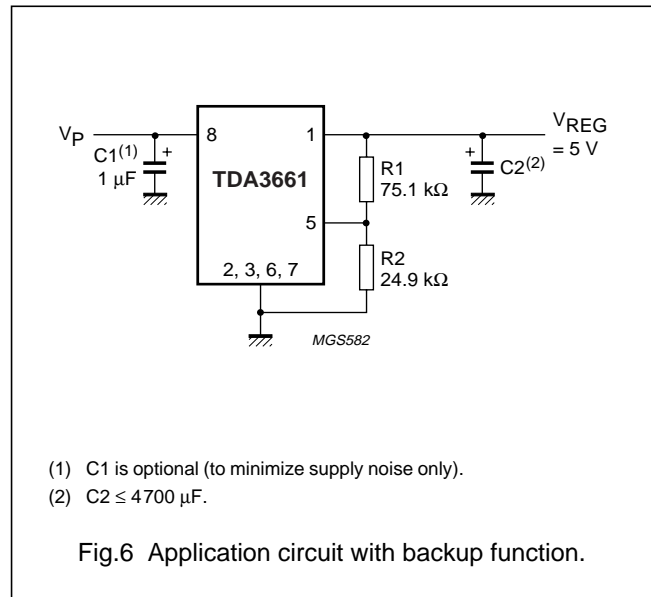 VP
C1(1)
1 μF
+
8
TDA3661
2, 3, 6, 7
1
5
R1
75.1 kΩ
R2
24.9 kΩ
+
C2(2)
VREG
= 5 V
MGS582
(1) C1 is optional (to minimize supply noise only).
(2) C2 ≤ 4700 μF.
Fig.6 Application circuit with backup function.